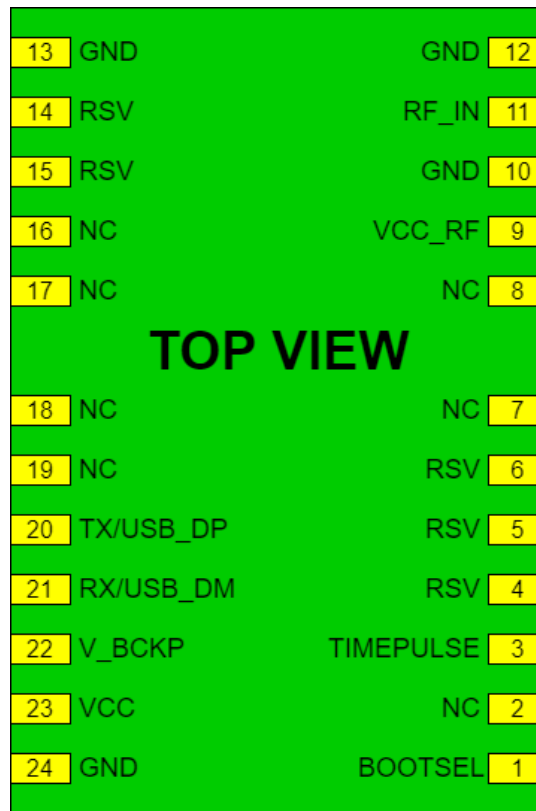 13 GND GND 12
14 RSV RF_IN 11
15 RSV GND 10
16 NC VCC_RF 9
17 NC NC 8
TOP VIEW
18 NC NC 7
19 NC RSV 6
20 TX/USB_DP RSV 5
21 RX/USB_DM RSV 4
22 V_BCKP TIMEPULSE 3
23 VCC NC 2
24 GND BOOTSEL 1